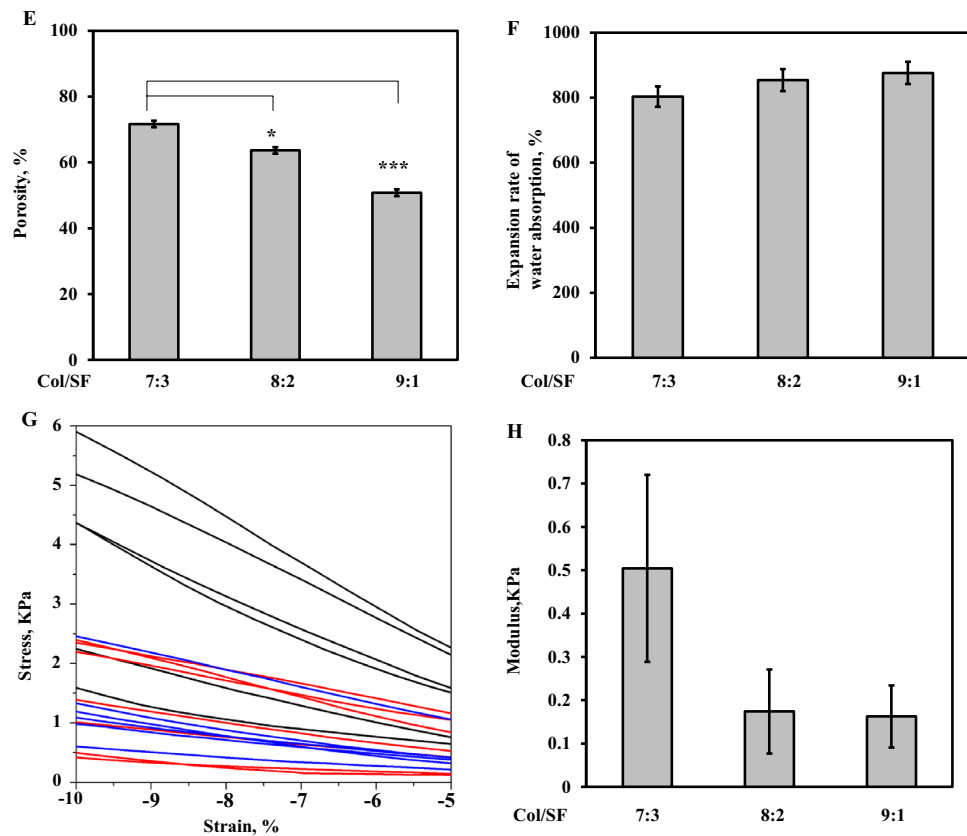 E
100
80
60
40
20
0
Porosity, %
*
***
Col/SF 7:3 8:2 9:1
F
1000
800
600
400
200
0
Expansion rate of
water absorption, %
Col/SF 7:3 8:2 9:1
G
6
5
4
3
2
1
0
Stress, KPa
-10 -9 -8 -7 -6 -5
Strain, %
H
0.8
0.7
0.6
0.5
0.4
0.3
0.2
0.1
0
Modulus,KPa
Col/SF 7:3 8:2 9:1